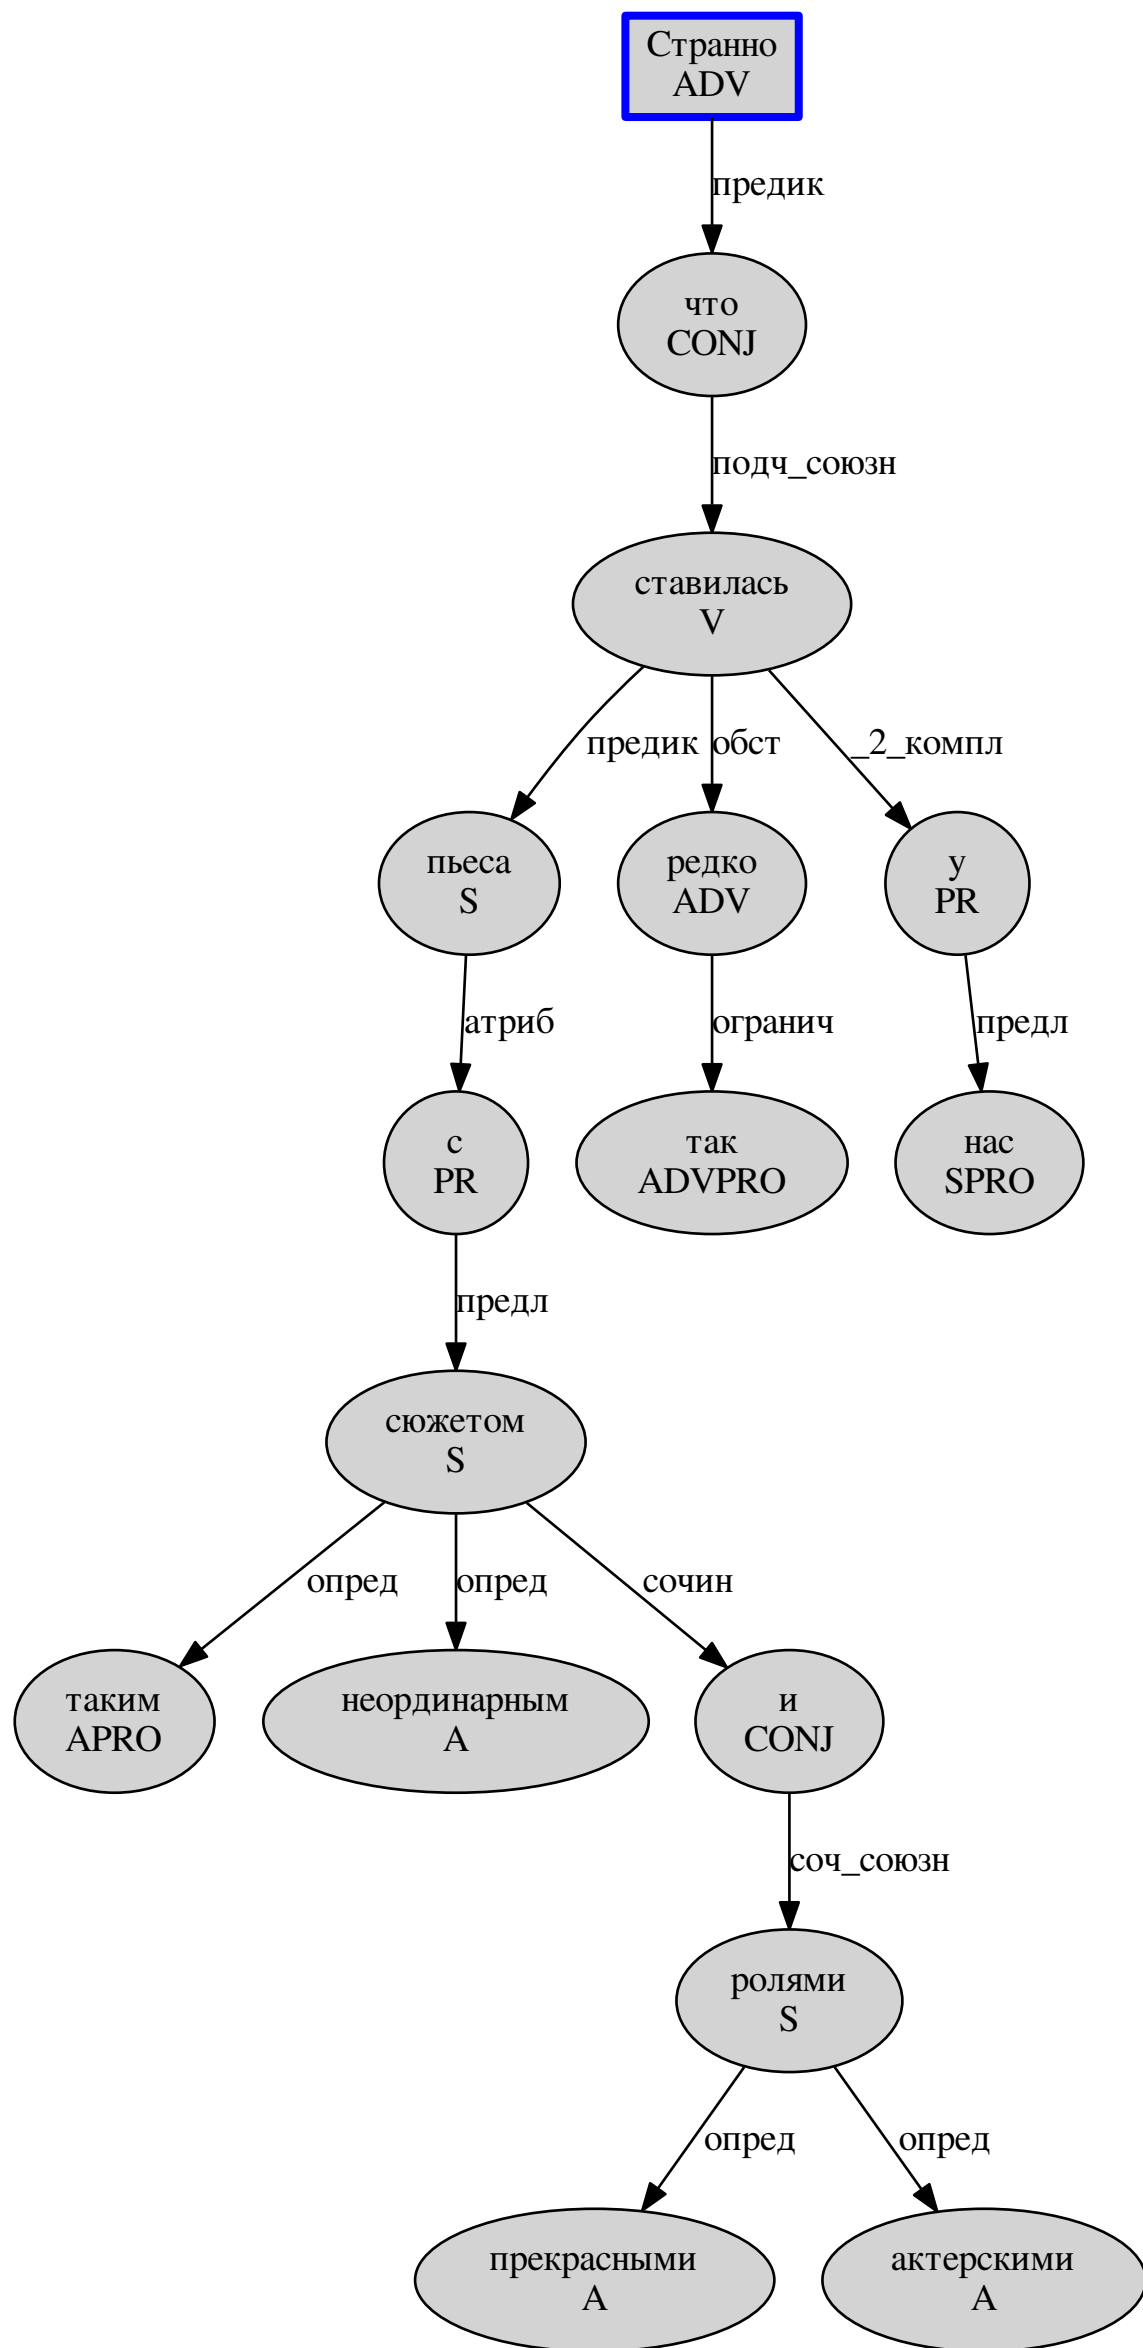 Странно
ADV
предик
что
CONJ
подч_союзн
ставилась
V
предик
обст
_2_компл
пьеса
S
редко
ADV
у
PR
атриб
огранич
предл
с
PR
так
ADVPRO
нас
SPRO
предл
сюжетом
S
опред
опред
сочин
таким
APRO
неординарным
A
и
CONJ
соч_союзн
ролями
S
опред
опред
прекрасными
A
актерскими
A